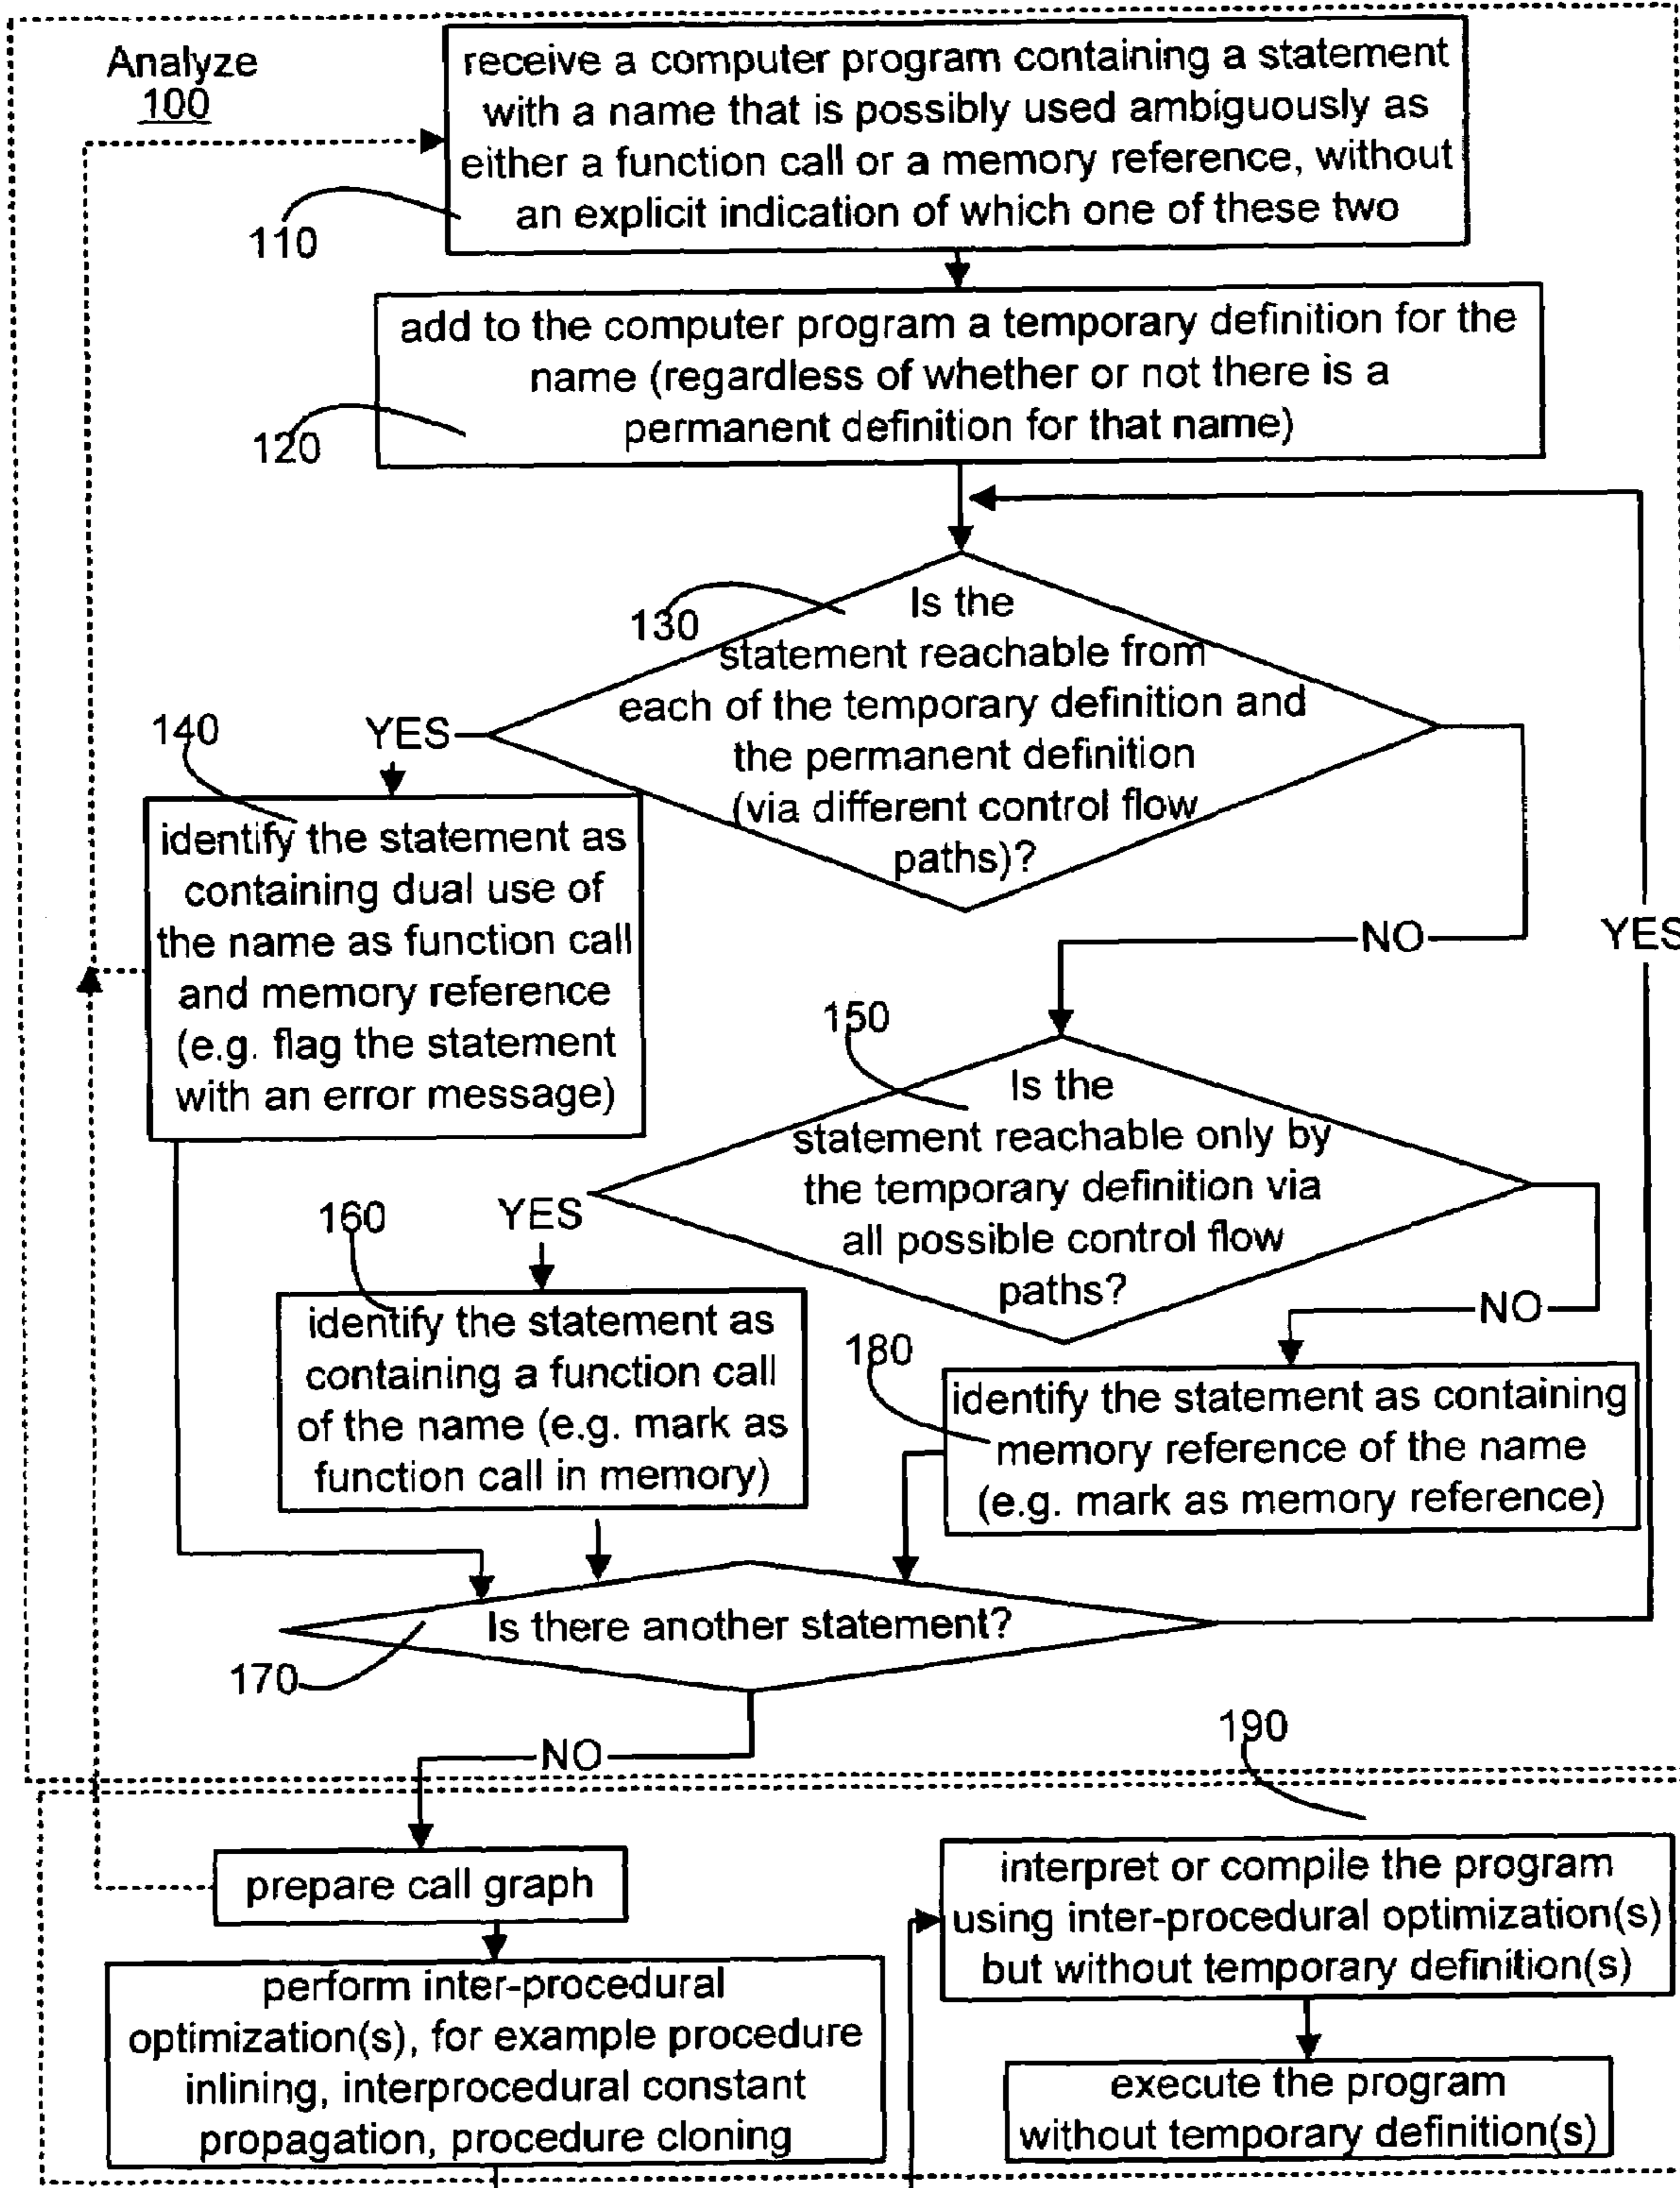 Analyze
100
receive a computer program containing a statement
with a name that is possibly used ambiguously as
either a function call or a memory reference, without
an explicit indication of which one of these two
110
add to the computer program a temporary definition for the
name (regardless of whether or not there is a
permanent definition for that name)
120
130
Is the
statement reachable from
each of the temporary definition and
the permanent definition
(via different control flow
paths)?
YES
NO
YES
140
identify the statement as
containing dual use of
the name as function call
and memory reference
(e.g. flag the statement
with an error message)
150
Is the
statement reachable only by
the temporary definition via
all possible control flow
paths?
YES
NO
160
identify the statement as
containing a function call
of the name (e.g. mark as
function call in memory)
180
identify the statement as containing
memory reference of the name
(e.g. mark as memory reference)
Is there another statement?
170
NO
190
prepare call graph
interpret or compile the program
using inter-procedural optimization(s)
but without temporary definition(s)
perform inter-procedural
optimization(s), for example procedure
inlining, interprocedural constant
propagation, procedure cloning
execute the program
without temporary definition(s)